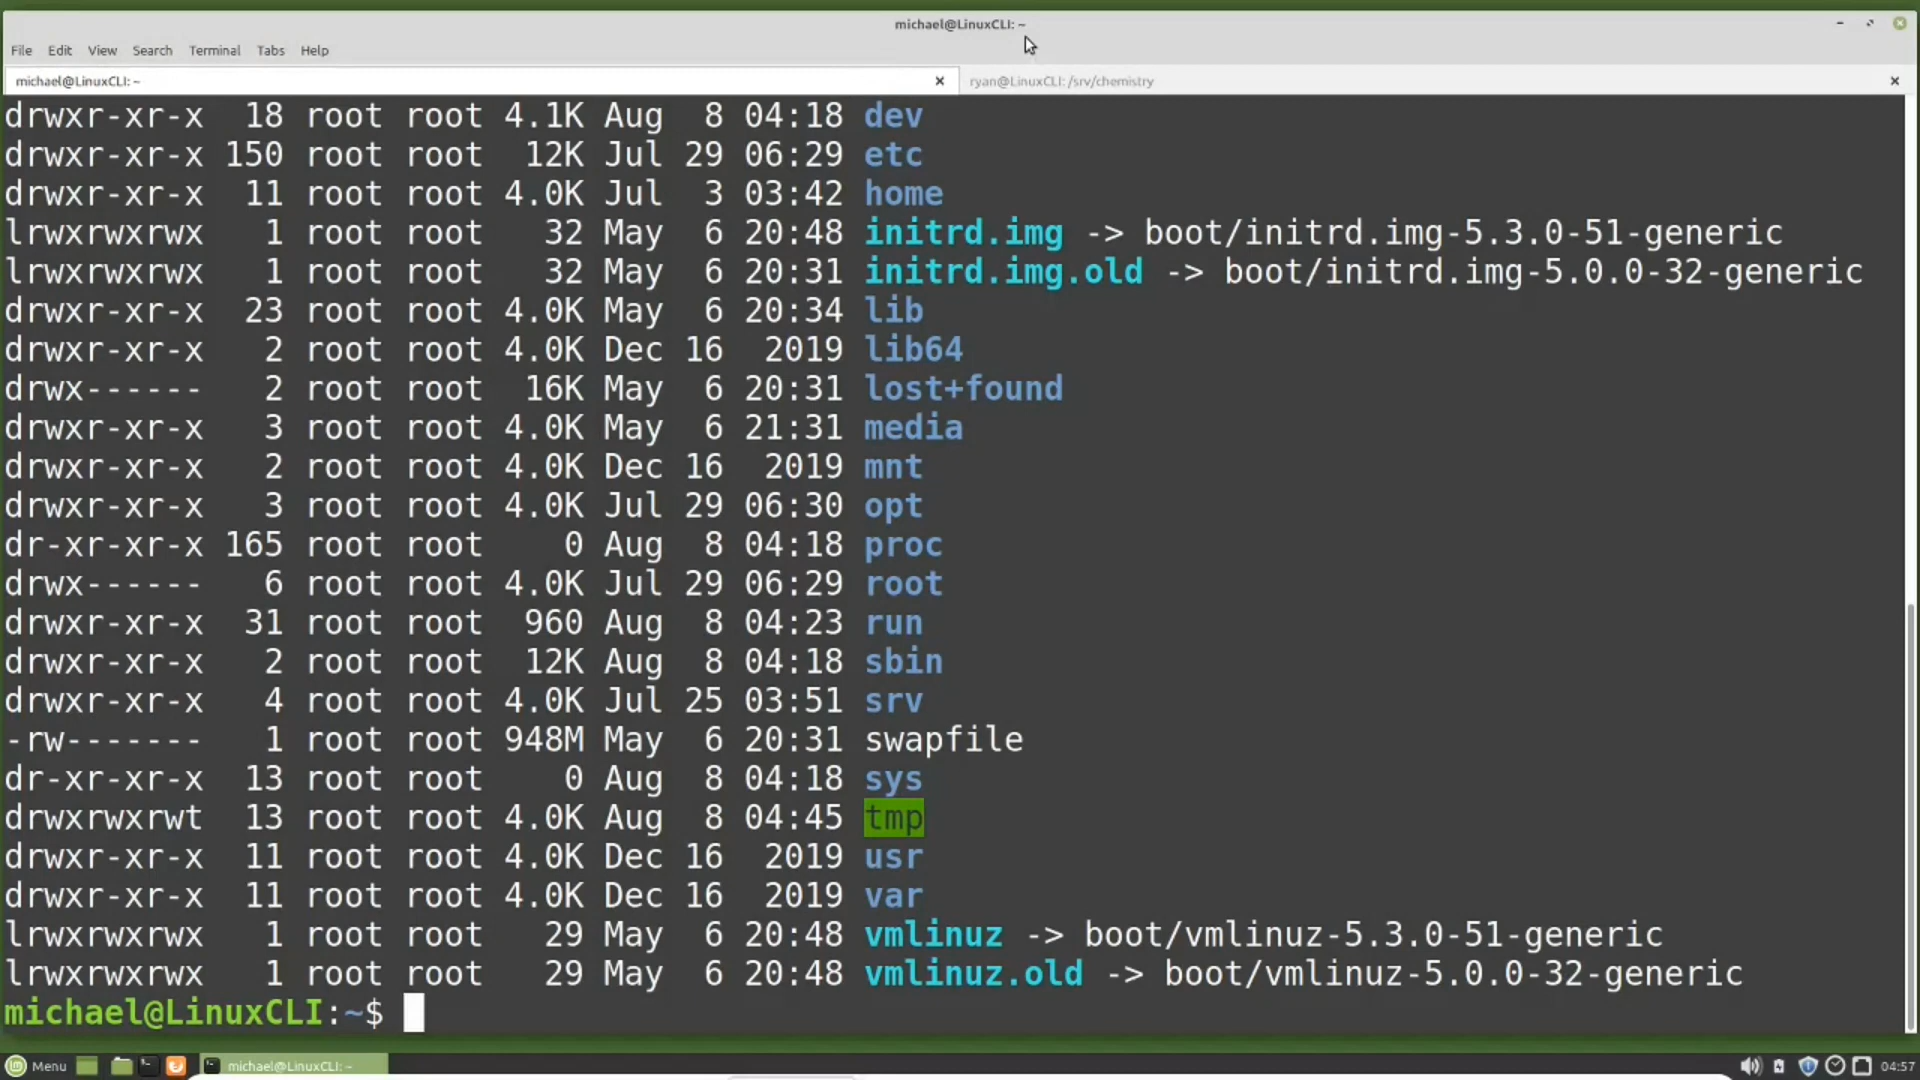 michael@LinuxCLI: ~
File Edit View Search Terminal Tabs Help
michael@LinuxCLI: ~ × ryan@LinuxCLI: /srv/chemistry ×
drwxr-xr-x  18 root root 4.1K Aug  8 04:18 dev
drwxr-xr-x 150 root root  12K Jul 29 06:29 etc
drwxr-xr-x  11 root root 4.0K Jul  3 03:42 home
lrwxrwxrwx   1 root root   32 May  6 20:48 initrd.img -> boot/initrd.img-5.3.0-51-generic
lrwxrwxrwx   1 root root   32 May  6 20:31 initrd.img.old -> boot/initrd.img-5.0.0-32-generic
drwxr-xr-x  23 root root 4.0K May  6 20:34 lib
drwxr-xr-x   2 root root 4.0K Dec 16  2019 lib64
drwx------   2 root root  16K May  6 20:31 lost+found
drwxr-xr-x   3 root root 4.0K May  6 21:31 media
drwxr-xr-x   2 root root 4.0K Dec 16  2019 mnt
drwxr-xr-x   3 root root 4.0K Jul 29 06:30 opt
dr-xr-xr-x 165 root root    0 Aug  8 04:18 proc
drwx------   6 root root 4.0K Jul 29 06:29 root
drwxr-xr-x  31 root root  960 Aug  8 04:23 run
drwxr-xr-x   2 root root  12K Aug  8 04:18 sbin
drwxr-xr-x   4 root root 4.0K Jul 25 03:51 srv
-rw-------   1 root root 948M May  6 20:31 swapfile
dr-xr-xr-x  13 root root    0 Aug  8 04:18 sys
drwxrwxrwt  13 root root 4.0K Aug  8 04:45 tmp
drwxr-xr-x  11 root root 4.0K Dec 16  2019 usr
drwxr-xr-x  11 root root 4.0K Dec 16  2019 var
lrwxrwxrwx   1 root root   29 May  6 20:48 vmlinuz -> boot/vmlinuz-5.3.0-51-generic
lrwxrwxrwx   1 root root   29 May  6 20:48 vmlinuz.old -> boot/vmlinuz-5.0.0-32-generic
michael@LinuxCLI:~$
Menu michael@LinuxCLI: ~ 04:57